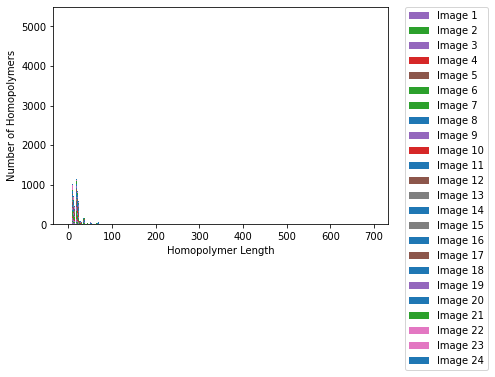 5000
4000
3000
2000
1000
0
Number of Homopolymers
0 100 200 300 400 500 600 700
Homopolymer Length
Image 1
Image 2
Image 3
Image 4
Image 5
Image 6
Image 7
Image 8
Image 9
Image 10
Image 11
Image 12
Image 13
Image 14
Image 15
Image 16
Image 17
Image 18
Image 19
Image 20
Image 21
Image 22
Image 23
Image 24